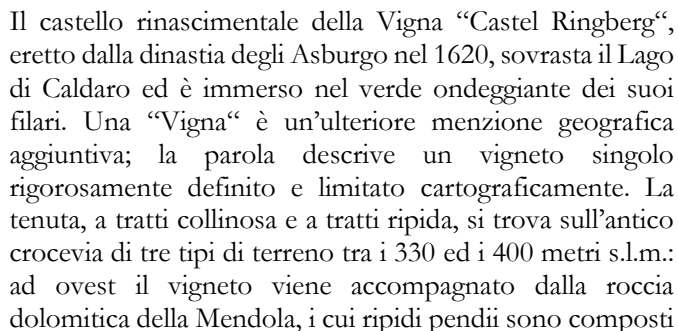 Il castello rinascimentale della Vigna “Castel Ringberg“,
eretto dalla dinastia degli Asburgo nel 1620, sovrasta il Lago
di Caldaro ed è immerso nel verde ondeggiante dei suoi
filari. Una “Vigna“ è un’ulteriore menzione geografica
aggiuntiva; la parola descrive un vigneto singolo
rigorosamente definito e limitato cartograficamente. La
tenuta, a tratti collinosa e a tratti ripida, si trova sull’antico
crocevia di tre tipi di terreno tra i 330 ed i 400 metri s.l.m.:
ad ovest il vigneto viene accompagnato dalla roccia
dolomitica della Mendola, i cui ripidi pendii sono composti